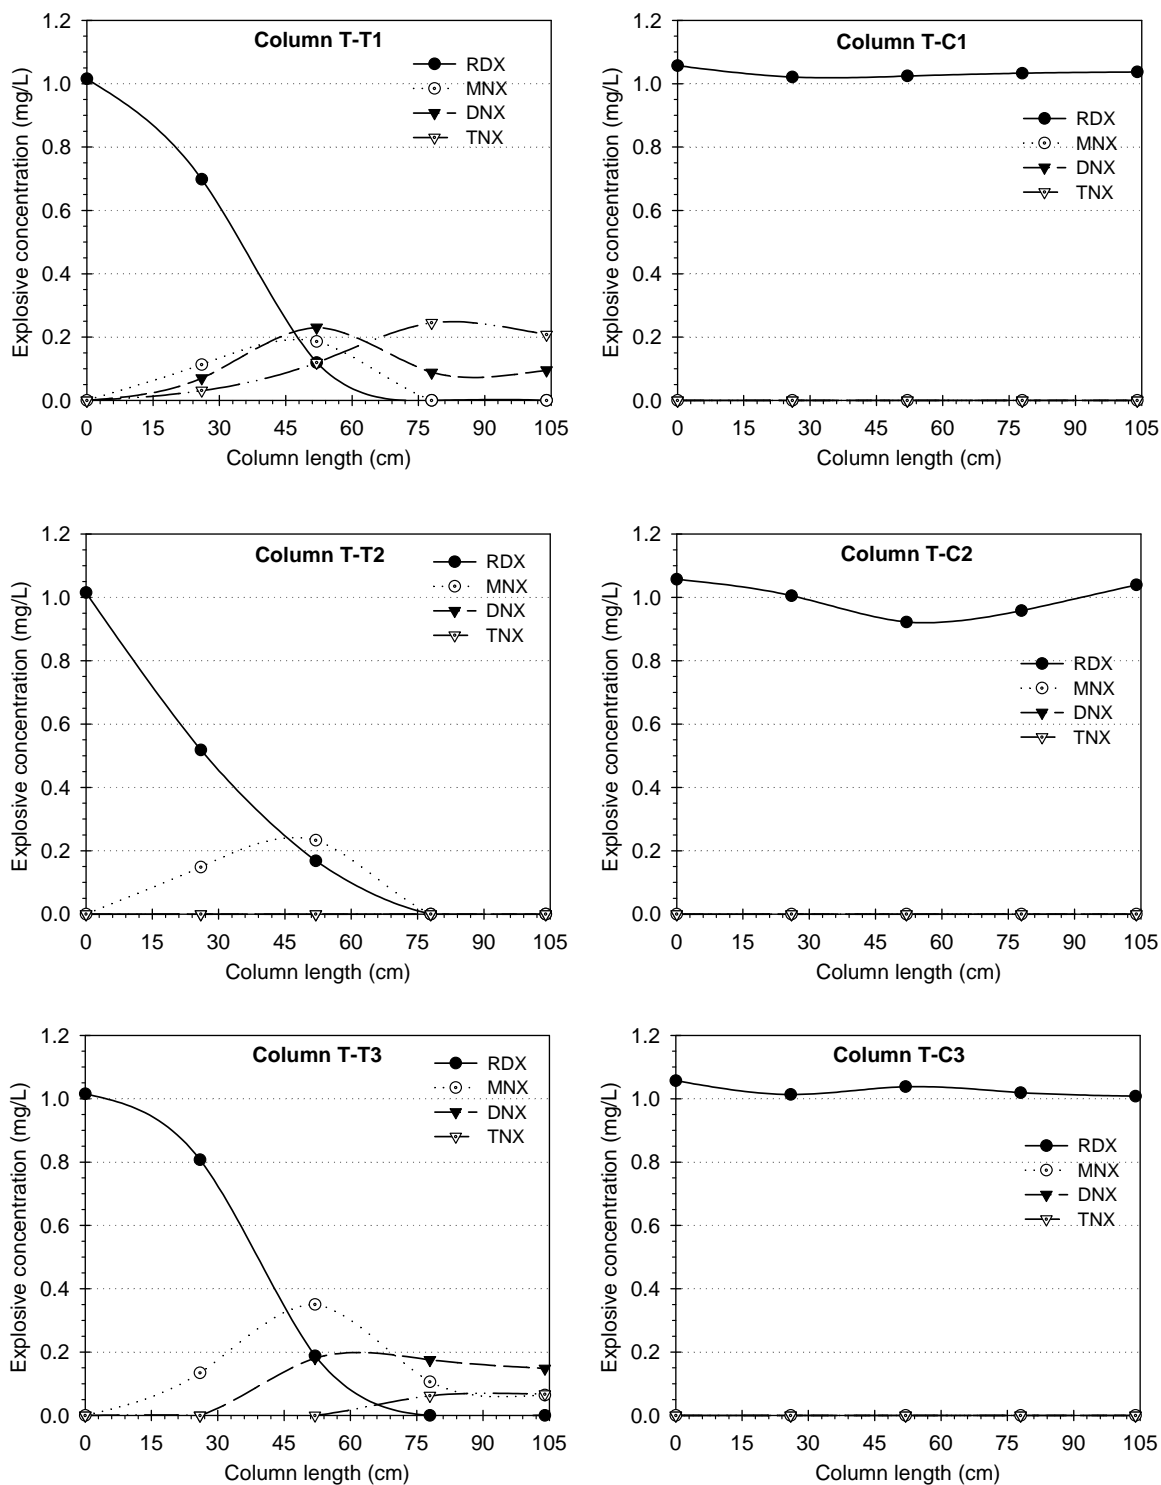 Column T-T1
RDX
MNX
DNX
TNX
1.2
1.0
0.8
0.6
0.4
0.2
0.0
Explosive concentration (mg/L)
0 15 30 45 60 75 90 105
Column length (cm)
Column T-C1
RDX
MNX
DNX
TNX
1.2
1.0
0.8
0.6
0.4
0.2
0.0
Explosive concentration (mg/L)
0 15 30 45 60 75 90 105
Column length (cm)
Column T-T2
RDX
MNX
DNX
TNX
1.2
1.0
0.8
0.6
0.4
0.2
0.0
Explosive concentration (mg/L)
0 15 30 45 60 75 90 105
Column length (cm)
Column T-C2
RDX
MNX
DNX
TNX
1.2
1.0
0.8
0.6
0.4
0.2
0.0
Explosive concentration (mg/L)
0 15 30 45 60 75 90 105
Column length (cm)
Column T-T3
RDX
MNX
DNX
TNX
1.2
1.0
0.8
0.6
0.4
0.2
0.0
Explosive concentration (mg/L)
0 15 30 45 60 75 90 105
Column length (cm)
Column T-C3
RDX
MNX
DNX
TNX
1.2
1.0
0.8
0.6
0.4
0.2
0.0
Explosive concentration (mg/L)
0 15 30 45 60 75 90 105
Column length (cm)